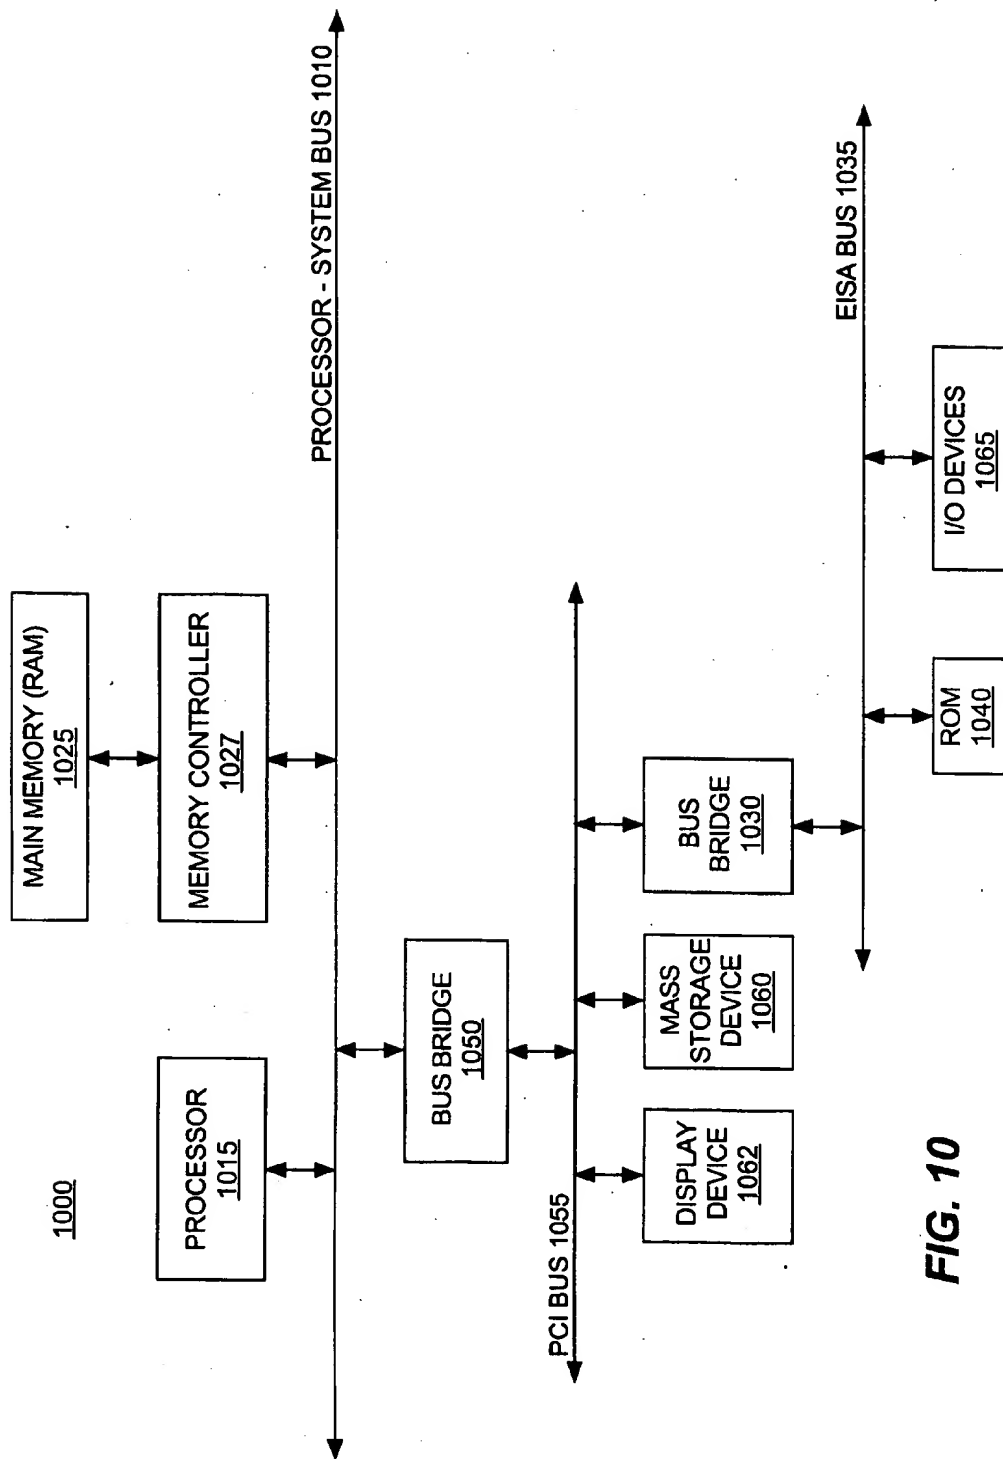 1000
MAIN MEMORY (RAM)
1025
PROCESSOR
1015
MEMORY CONTROLLER
1027
PROCESSOR - SYSTEM BUS 1010
BUS BRIDGE
1050
PCI BUS 1055
DISPLAY
DEVICE
1062
MASS
STORAGE
DEVICE
1060
BUS
BRIDGE
1030
EISA BUS 1035
ROM
1040
I/O DEVICES
1065
FIG. 10